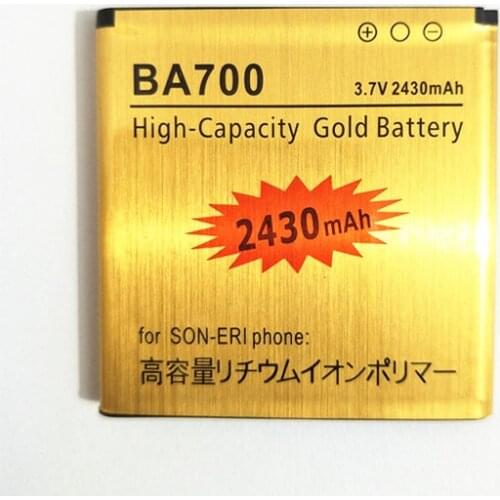 ⊕ ○ ⊖
BA700 3.7V 2430mAh
High-Capacity Gold Battery
2430mAh
for SON-ERI phone:
高容量リチウムイオンポリマー